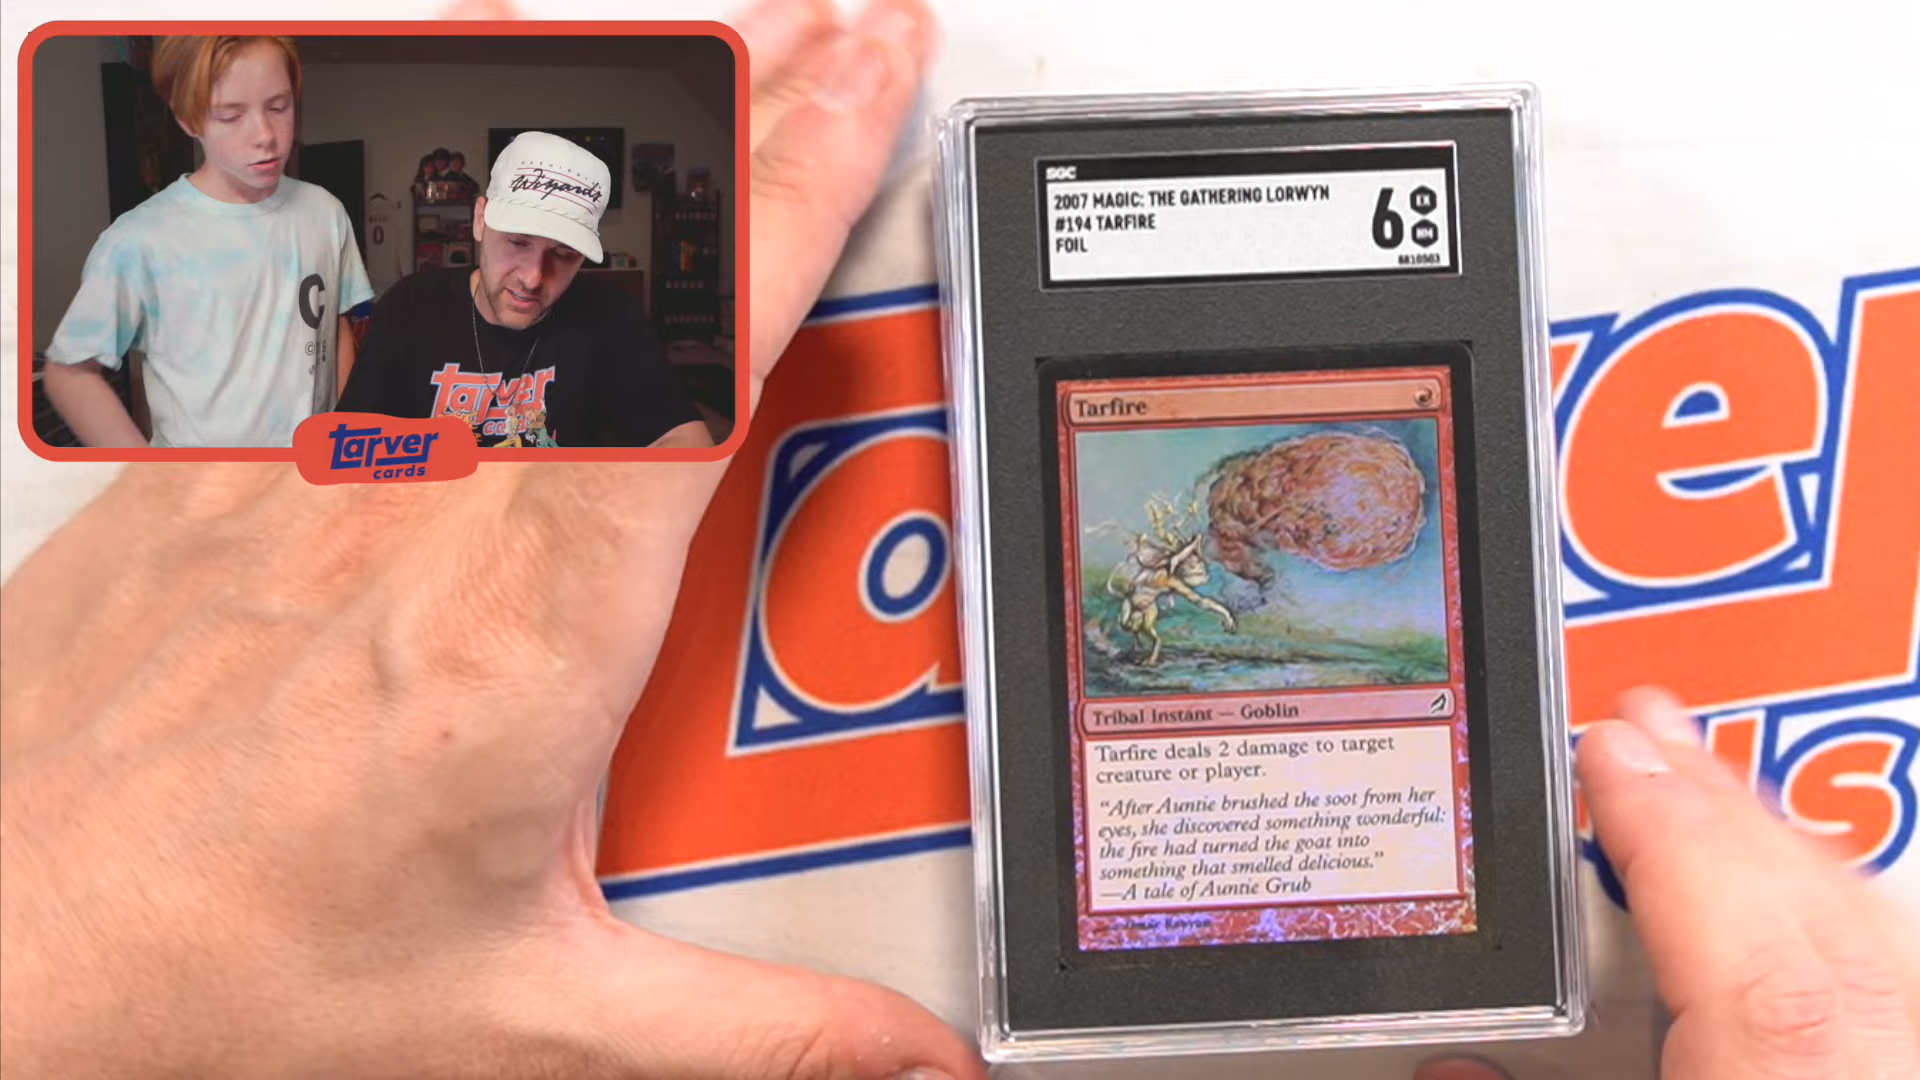 Wizards
tarver
C
tarver
cards
SGC
2007 MAGIC: THE GATHERING LORWYN
#194 TARFIRE
FOIL
6
EX
NM
Tarfire
Tribal Instant — Goblin
Tarfire deals 2 damage to target
creature or player.
“After Auntie brushed the soot from her
eyes, she discovered something wonderful:
the fire had turned the goat into
something that smelled delicious.”
—A tale of Auntie Grub